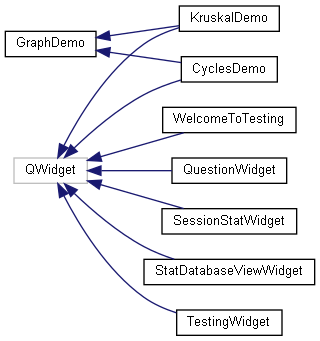 KruskalDemo
GraphDemo
CyclesDemo
WelcomeToTesting
QWidget
QuestionWidget
SessionStatWidget
StatDatabaseViewWidget
TestingWidget